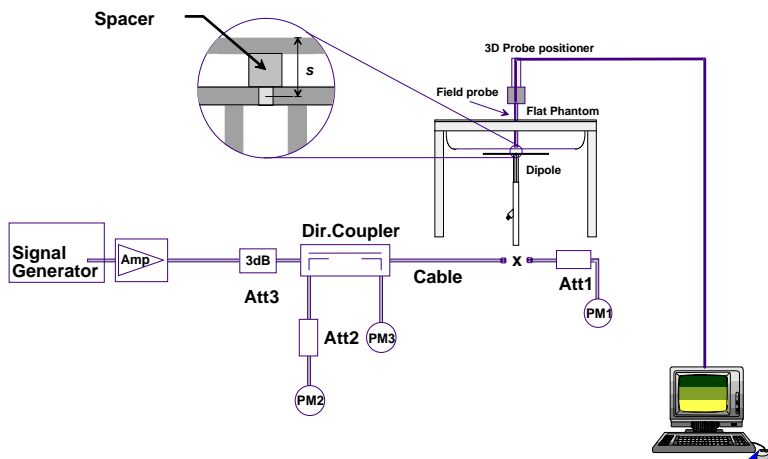 Spacer
s
3D Probe positioner
Field probe
Flat Phantom
Dipole
Dir.Coupler
Signal
Generator
Amp
3dB
Cable
x
Att3
Att1
PM1
Att2
PM3
PM2